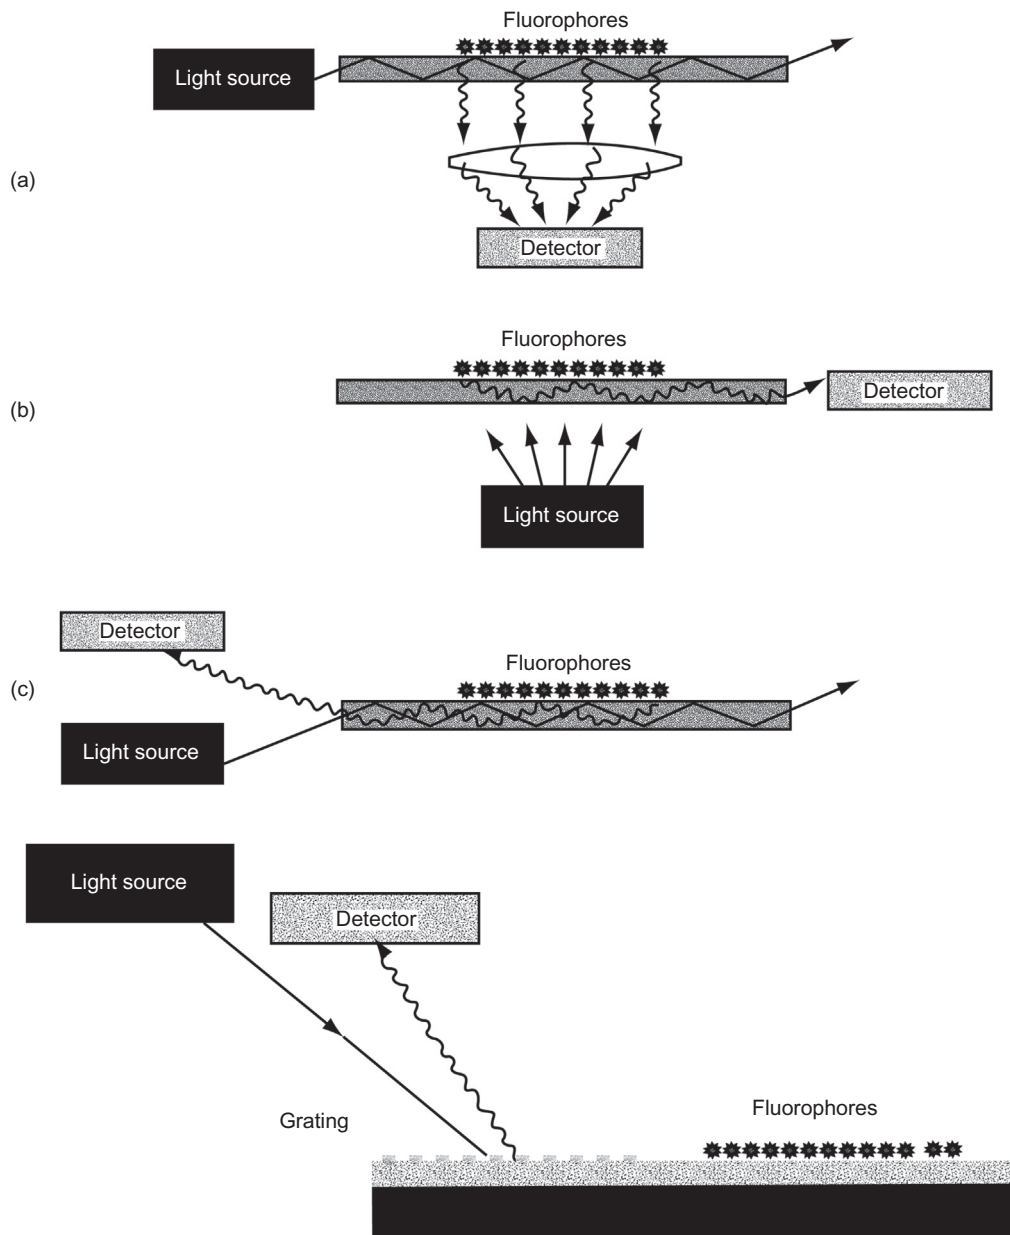 Fluorophores
Light source
(a)
Detector
Fluorophores
Detector
(b)
Light source
Detector
Fluorophores
(c)
Light source
Light source
Detector
Grating
Fluorophores